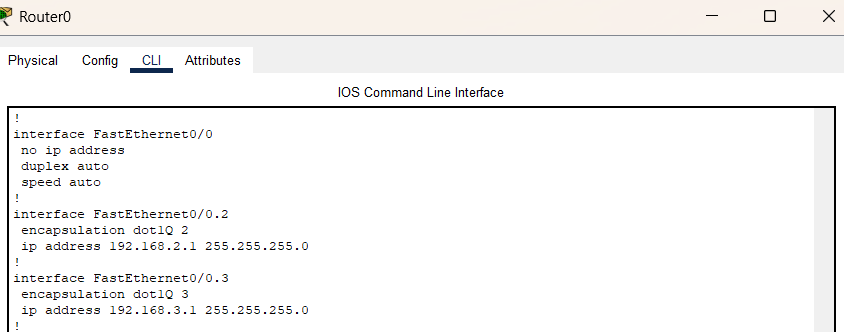 Router0
Physical Config CLI Attributes
IOS Command Line Interface
!
interface FastEthernet0/0
 no ip address
 duplex auto
 speed auto
!
interface FastEthernet0/0.2
 encapsulation dot1Q 2
 ip address 192.168.2.1 255.255.255.0
!
interface FastEthernet0/0.3
 encapsulation dot1Q 3
 ip address 192.168.3.1 255.255.255.0
!